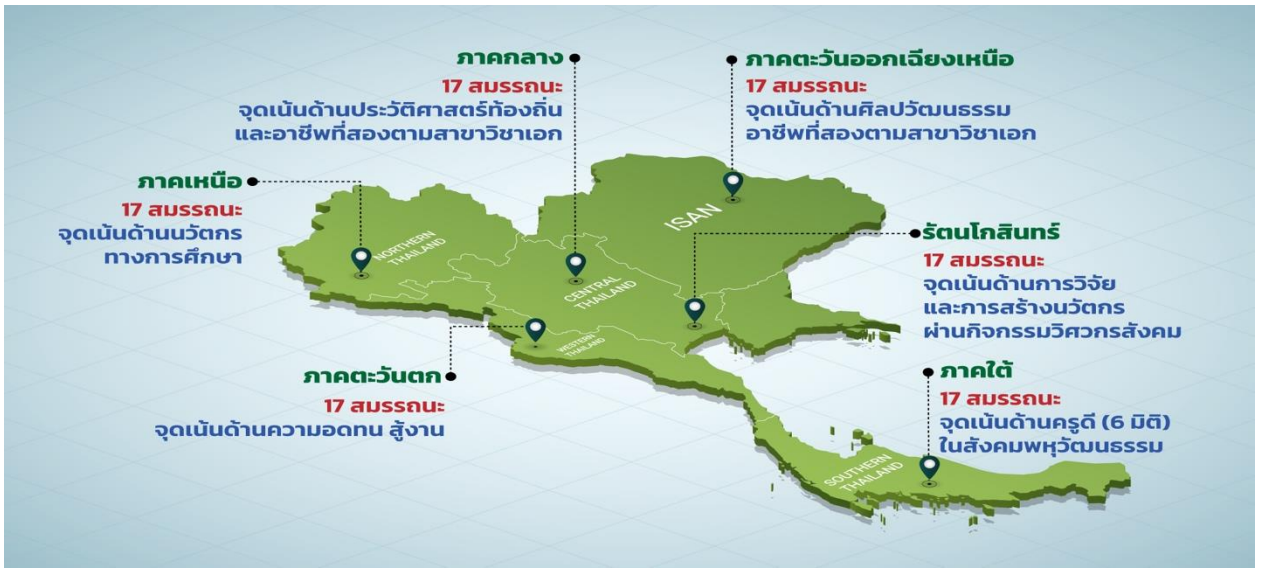 ภาคกลาง
17 สมรรถนะ
จุดเน้นด้านประวัติศาสตร์ท้องถิ่น
และอาชีพที่สองตามสาขาวิชาเอก
ภาคตะวันออกเฉียงเหนือ
17 สมรรถนะ
จุดเน้นด้านศิลปวัฒนธรรม
อาชีพที่สองตามสาขาวิชาเอก
ภาคเหนือ
17 สมรรถนะ
จุดเน้นด้านนวัตกร
ทางการศึกษา
ISAN
NORTHERN
THAILAND
CENTRAL
THAILAND
WESTERN
THAILAND
รัตนโกสินทร์
17 สมรรถนะ
จุดเน้นด้านการวิจัย
และการสร้างนวัตกร
ผ่านกิจกรรมวิศวกรสังคม
ภาคตะวันตก
17 สมรรถนะ
จุดเน้นด้านความอดทน สู้งาน
ภาคใต้
17 สมรรถนะ
จุดเน้นด้านครูดี (6 มิติ)
ในสังคมพหุวัฒนธรรม
SOUTHERN
THAILAND